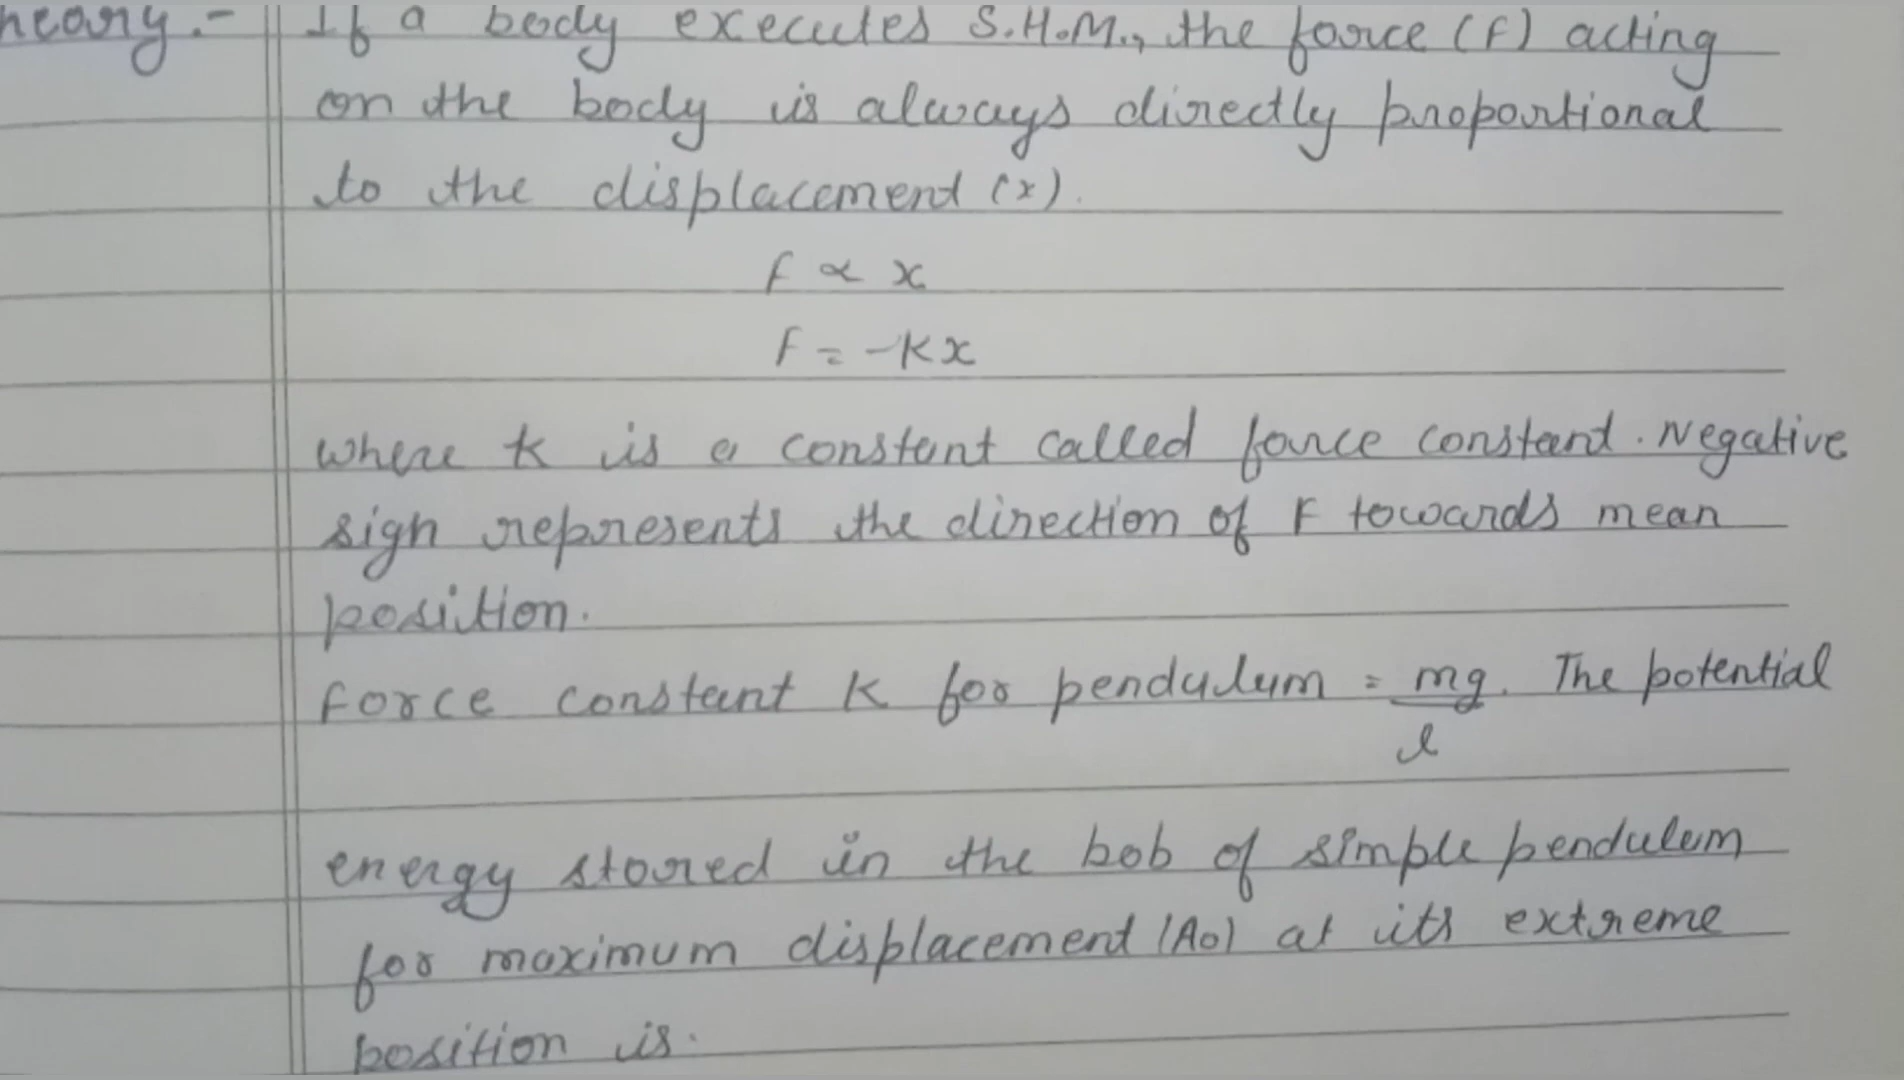 heory.- If a body executes S.H.M., the force (F) acting
on the body is always directly proportional
to the displacement (x).
F ∝ x
F = -Kx
where k is a constant called force constant. Negative
sign represents the direction of F towards mean
position.
Force constant K for pendulum = mg/l. The potential
energy stored in the bob of simple pendulum
for maximum displacement (A0) at its extreme
position is.